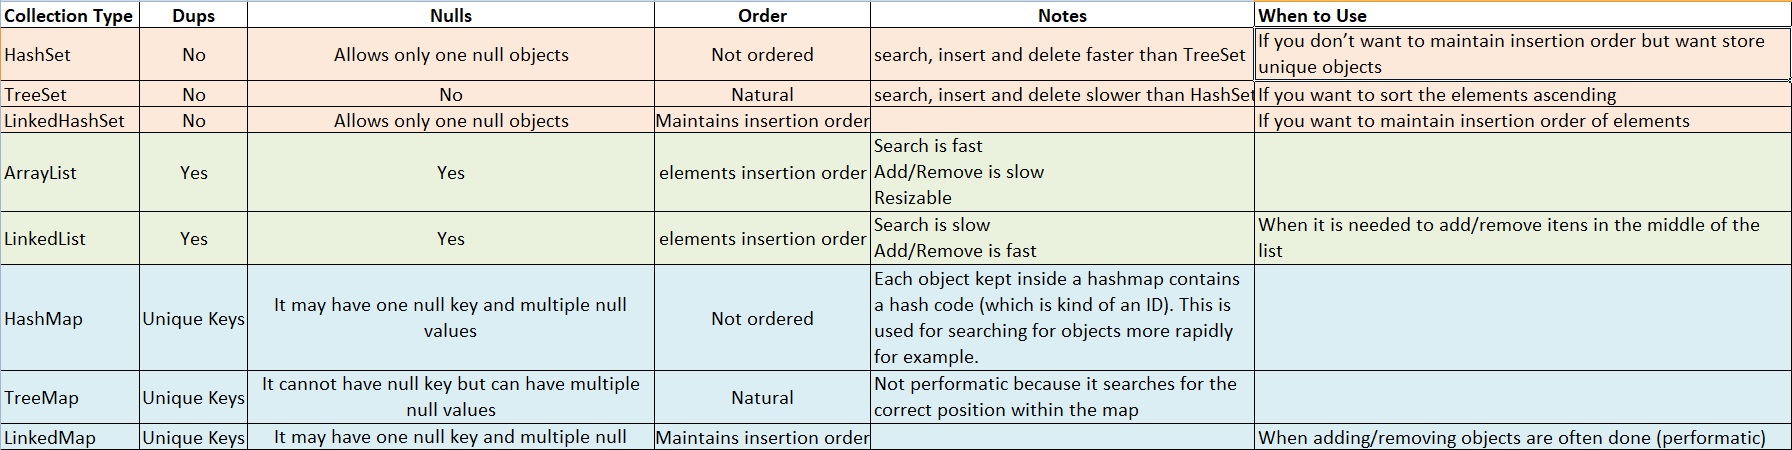 Collection Type Dups Nulls Order Notes When to Use
HashSet No Allows only one null objects Not ordered search, insert and delete faster than TreeSet If you don't want to maintain insertion order but want store
unique objects
TreeSet No No Natural search, insert and delete slower than HashSet If you want to sort the elements ascending
LinkedHashSet No Allows only one null objects Maintains insertion order If you want to maintain insertion order of elements
ArrayList Yes Yes elements insertion order Search is fast
Add/Remove is slow
Resizable
LinkedList Yes Yes elements insertion order Search is slow
Add/Remove is fast
When it is needed to add/remove itens in the middle of the
list
HashMap Unique Keys It may have one null key and multiple null
values
Not ordered
Each object kept inside a hashmap contains
a hash code (which is kind of an ID). This is
used for searching for objects more rapidly
for example.
TreeMap Unique Keys It cannot have null key but can have multiple
null values
Natural
Not performatic because it searches for the
correct position within the map
LinkedMap Unique Keys It may have one null key and multiple null Maintains insertion order When adding/removing objects are often done (performatic)